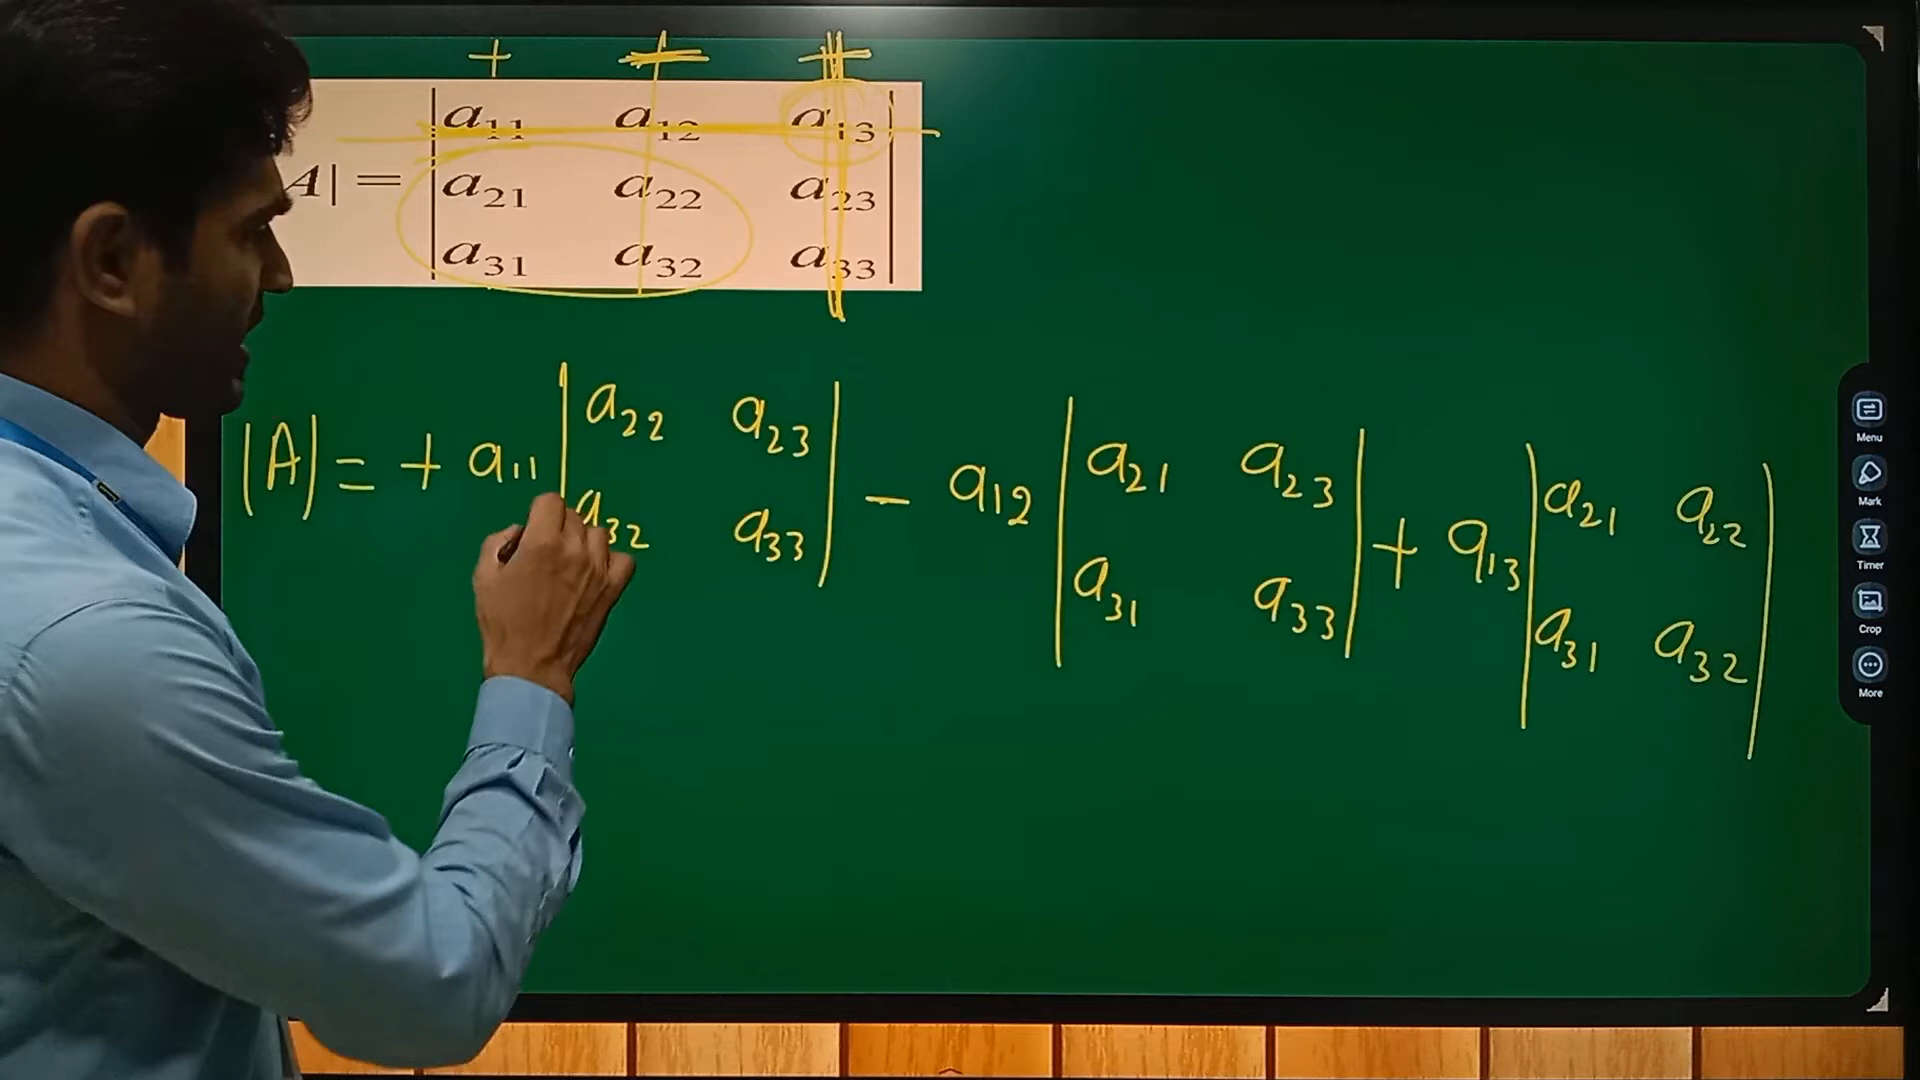 + + +
|A| = | a11 a12 a13 |
a21 a22 a23
a31 a32 a33
|A| = + a11 | a22 a23 | − a12 | a21 a23 | + a13 | a21 a22 |
a32 a33 a31 a33 a31 a32
Menu
Mark
Timer
Crop
More